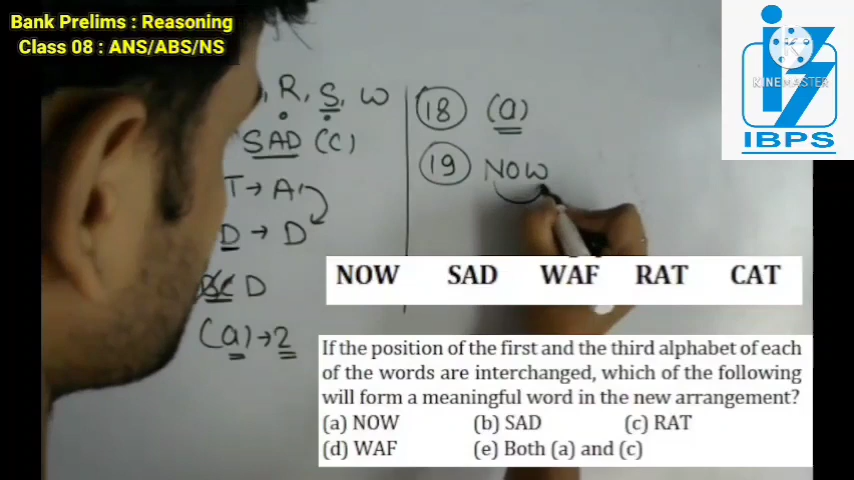 Bank Prelims : Reasoning
Class 08 : ANS/ABS/NS
KINEMASTER
IBPS
, R, S, W
SAD (C)
T → A
D → D
D
(a) → 2
18 (a)
19 NOW
NOW SAD WAF RAT CAT
If the position of the first and the third alphabet of each
of the words are interchanged, which of the following
will form a meaningful word in the new arrangement?
(a) NOW (b) SAD (c) RAT
(d) WAF (e) Both (a) and (c)